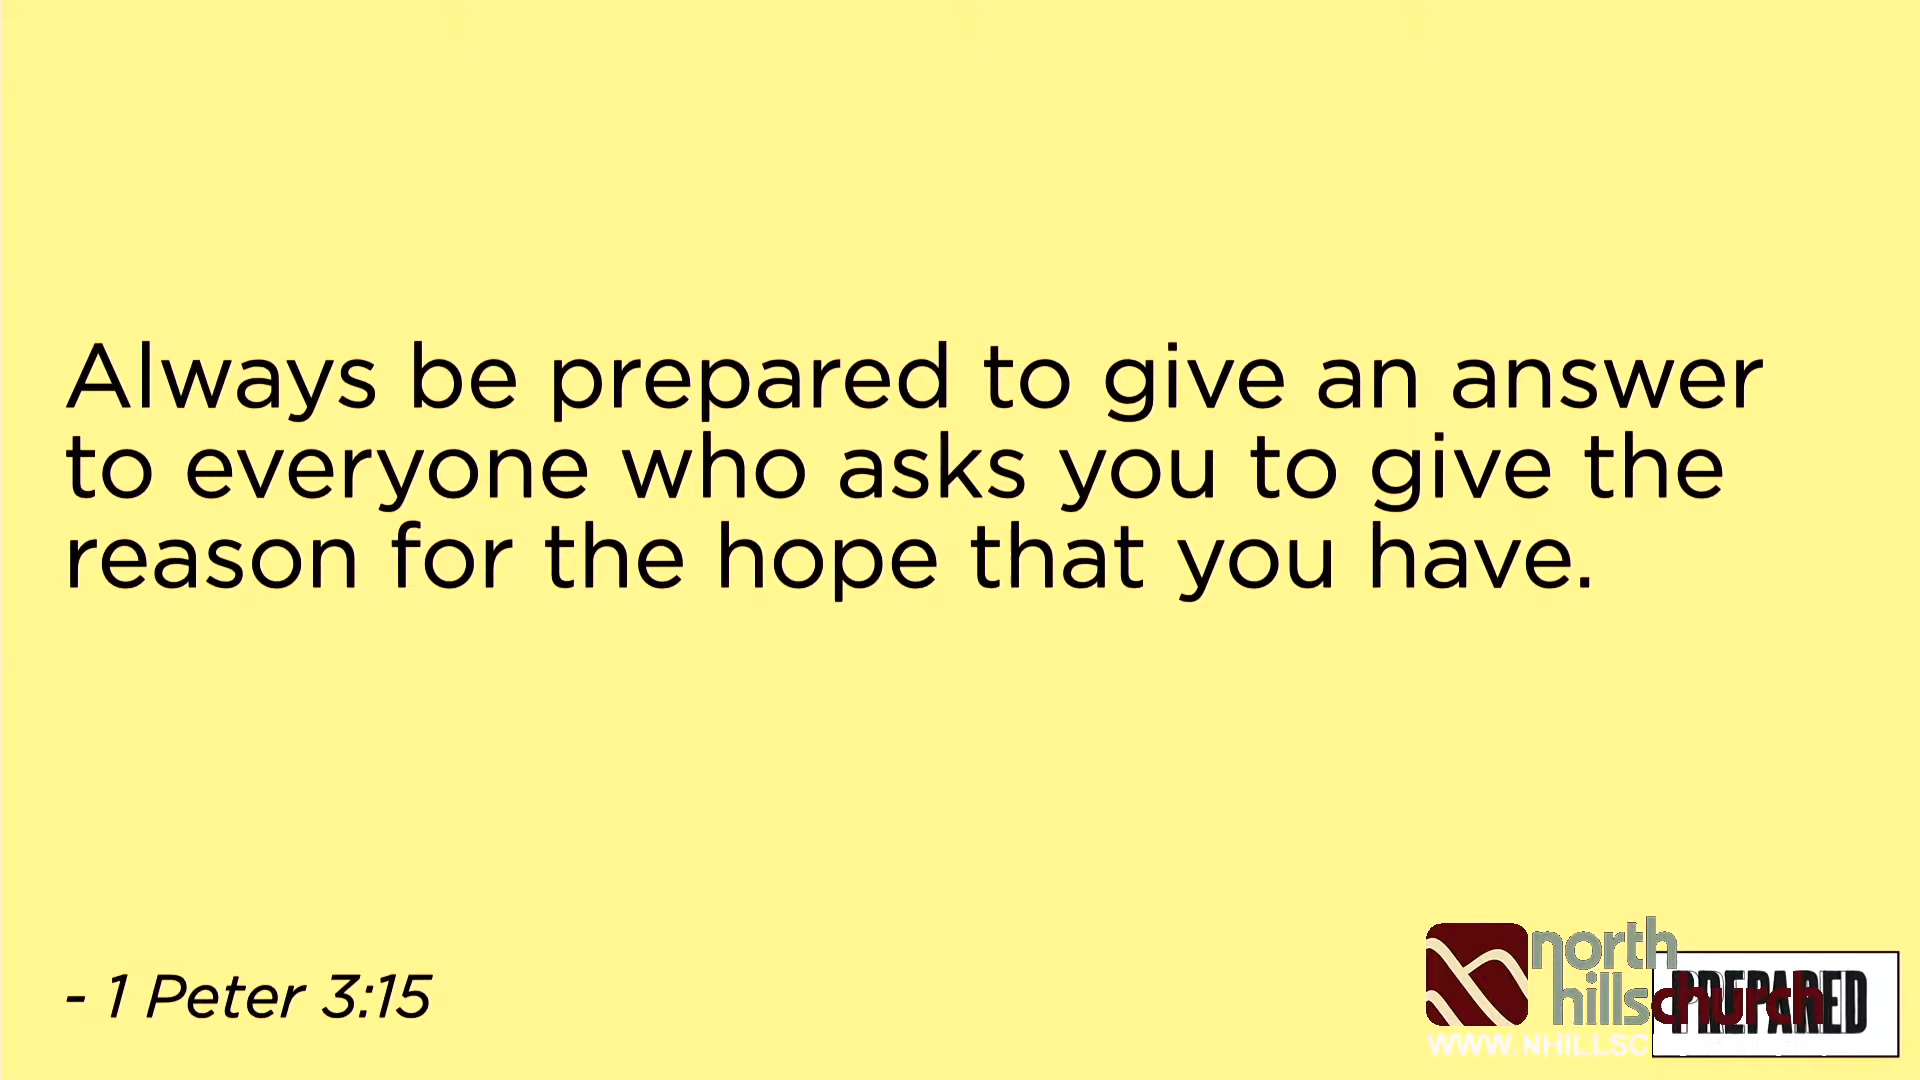 Always be prepared to give an answer
to everyone who asks you to give the
reason for the hope that you have.
- 1 Peter 3:15
north
hillschurch
PREPARED